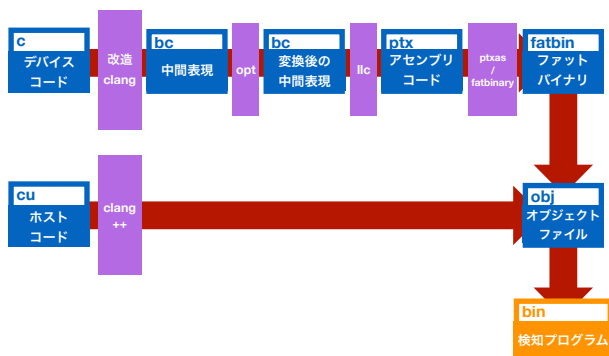 c
デバイス
コード
改造
clang
bc
中間表現
opt
bc
変換後の
中間表現
llc
ptx
アセンブリ
コード
ptxas
/
fatbinary
fatbin
ファット
バイナリ
cu
ホスト
コード
clang
++
obj
オブジェクト
ファイル
bin
検知プログラム